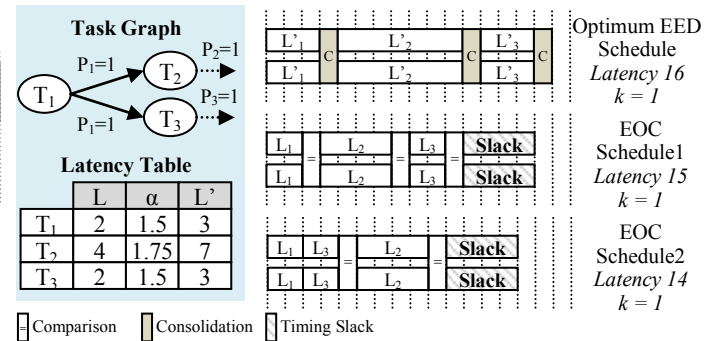 Task Graph
P₁=1
P₂=1
T₁
T₂
P₁=1
P₃=1
T₃
Latency Table
L α L’
T₁ 2 1.5 3
T₂ 4 1.75 7
T₃ 2 1.5 3
L’₁ C L’₂ C L’₃ C
L’₁ L’₂ L’₃
Optimum EED
Schedule
Latency 16
k = 1
L₁ = L₂ = L₃ = Slack
L₁ L₂ L₃ Slack
EOC
Schedule1
Latency 15
k = 1
L₁ L₃ = L₂ = Slack
L₁ L₃ L₂ Slack
EOC
Schedule2
Latency 14
k = 1
= Comparison Consolidation Timing Slack